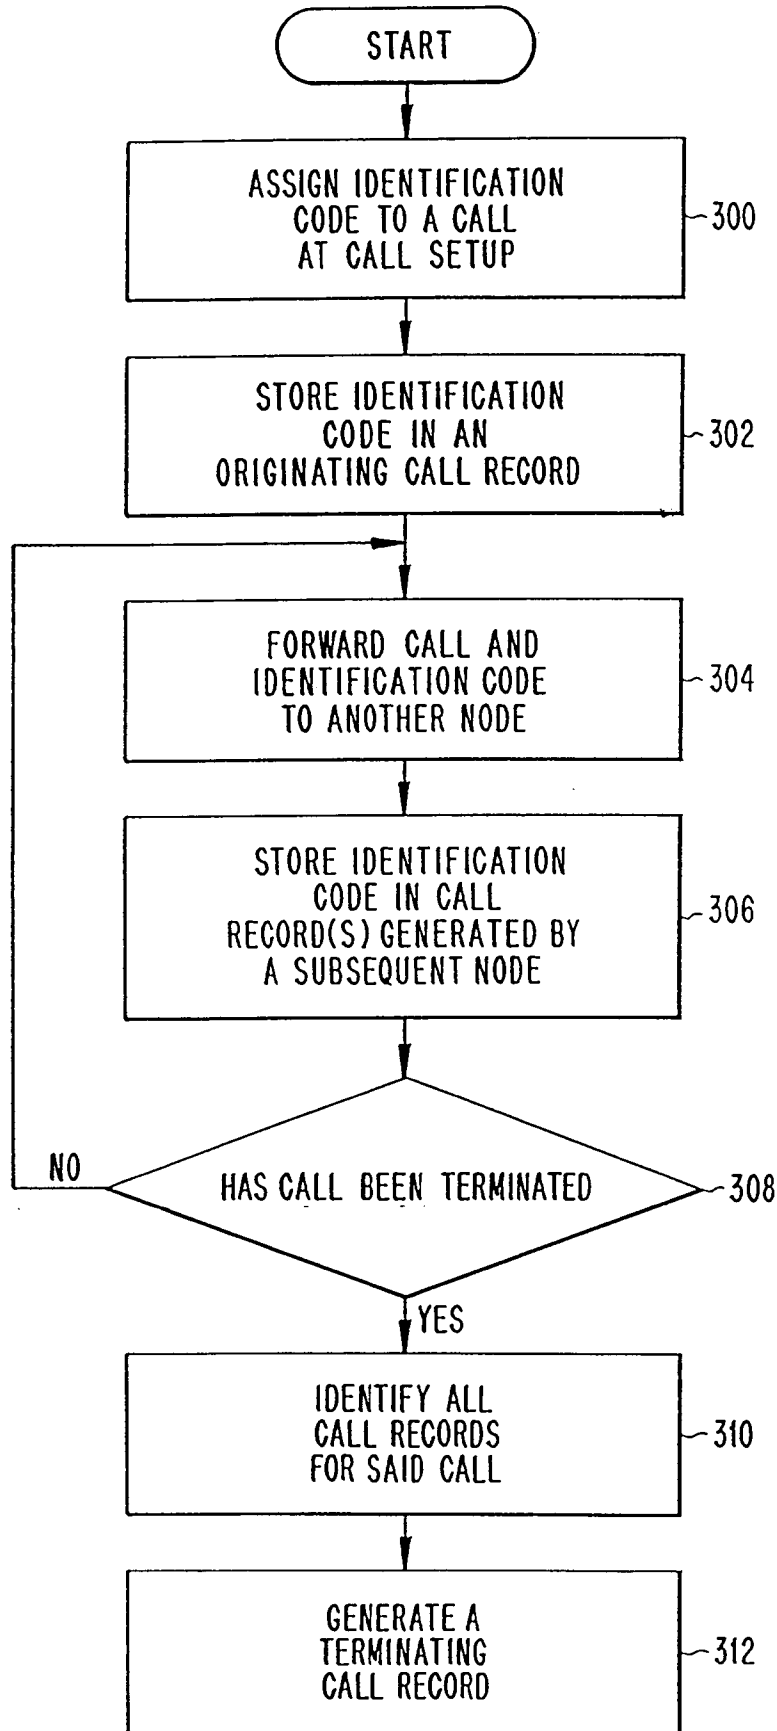 START
ASSIGN IDENTIFICATION
CODE TO A CALL
AT CALL SETUP
300
STORE IDENTIFICATION
CODE IN AN
ORIGINATING CALL RECORD
302
FORWARD CALL AND
IDENTIFICATION CODE
TO ANOTHER NODE
304
STORE IDENTIFICATION
CODE IN CALL
RECORD(S) GENERATED BY
A SUBSEQUENT NODE
306
NO
HAS CALL BEEN TERMINATED
308
YES
IDENTIFY ALL
CALL RECORDS
FOR SAID CALL
310
GENERATE A
TERMINATING
CALL RECORD
312